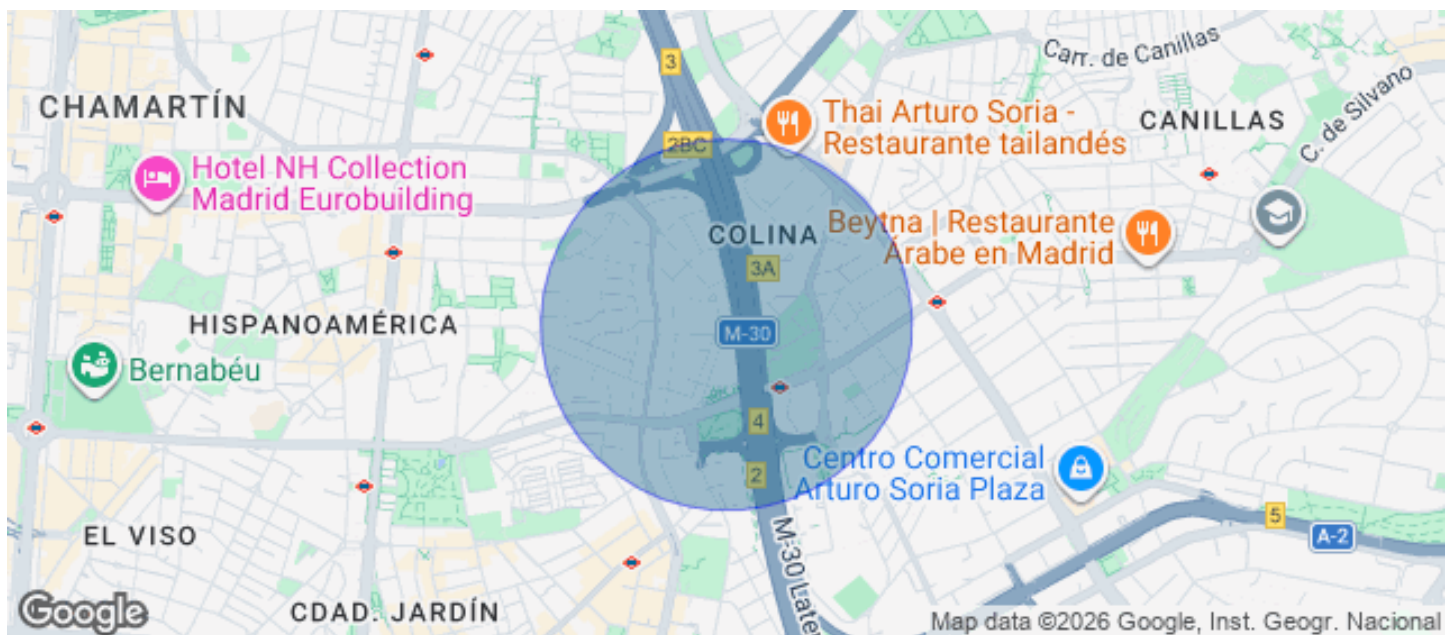 3
Carr. de Canillas
CHAMARTÍN
Thai Arturo Soria -
Restaurante tailandés
CANILLAS
C. de Silvano
2BC
Hotel NH Collection
Madrid Eurobuilding
COLINA
Beytna | Restaurante
Árabe en Madrid
3A
HISPANOAMÉRICA
M-30
Bernabéu
4
2
Centro Comercial
Arturo Soria Plaza
5
A-2
EL VISO
M-30 Late
CDAD. JARDÍN
Google
Map data ©2026 Google, Inst. Geogr. Nacional